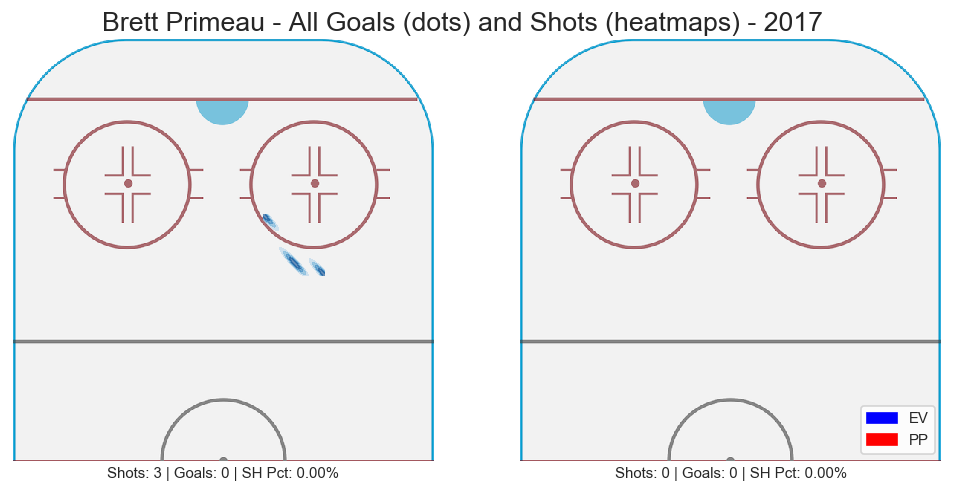 Brett Primeau - All Goals (dots) and Shots (heatmaps) - 2017
EV
PP
Shots: 3 | Goals: 0 | SH Pct: 0.00%
Shots: 0 | Goals: 0 | SH Pct: 0.00%